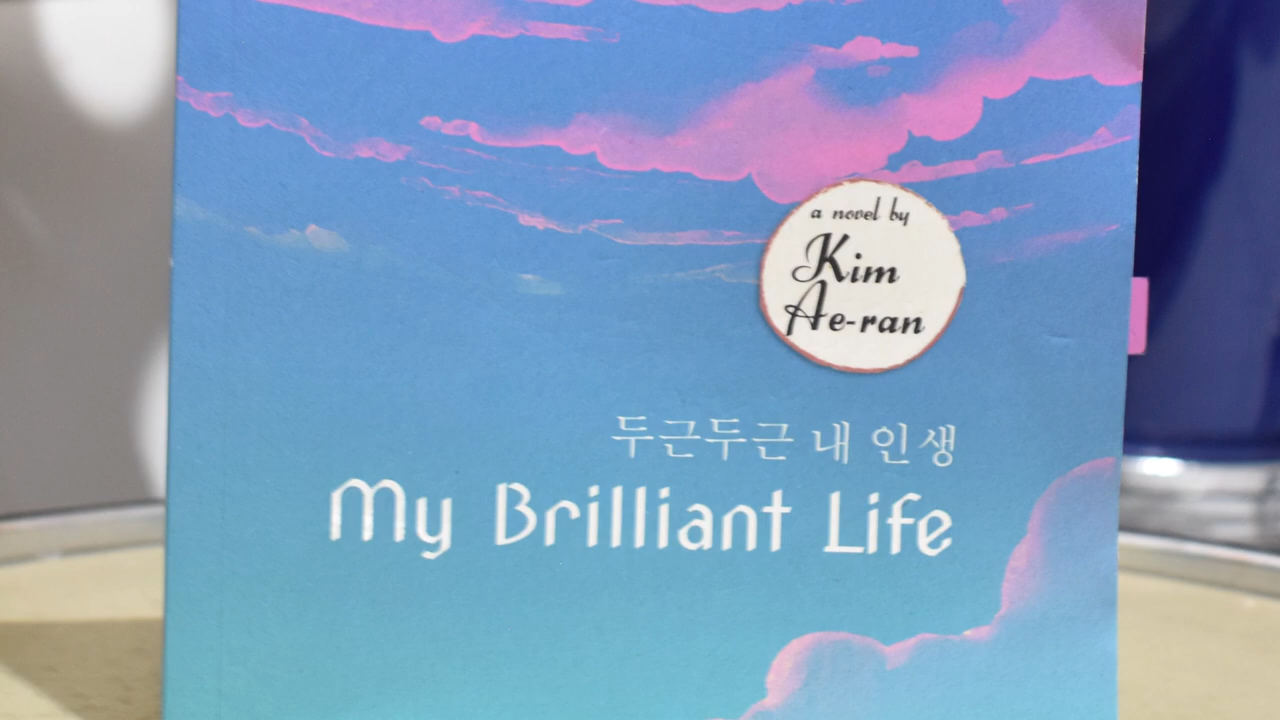 a novel by
Kim
Ae-ran
두근두근 내 인생
My Brilliant Life